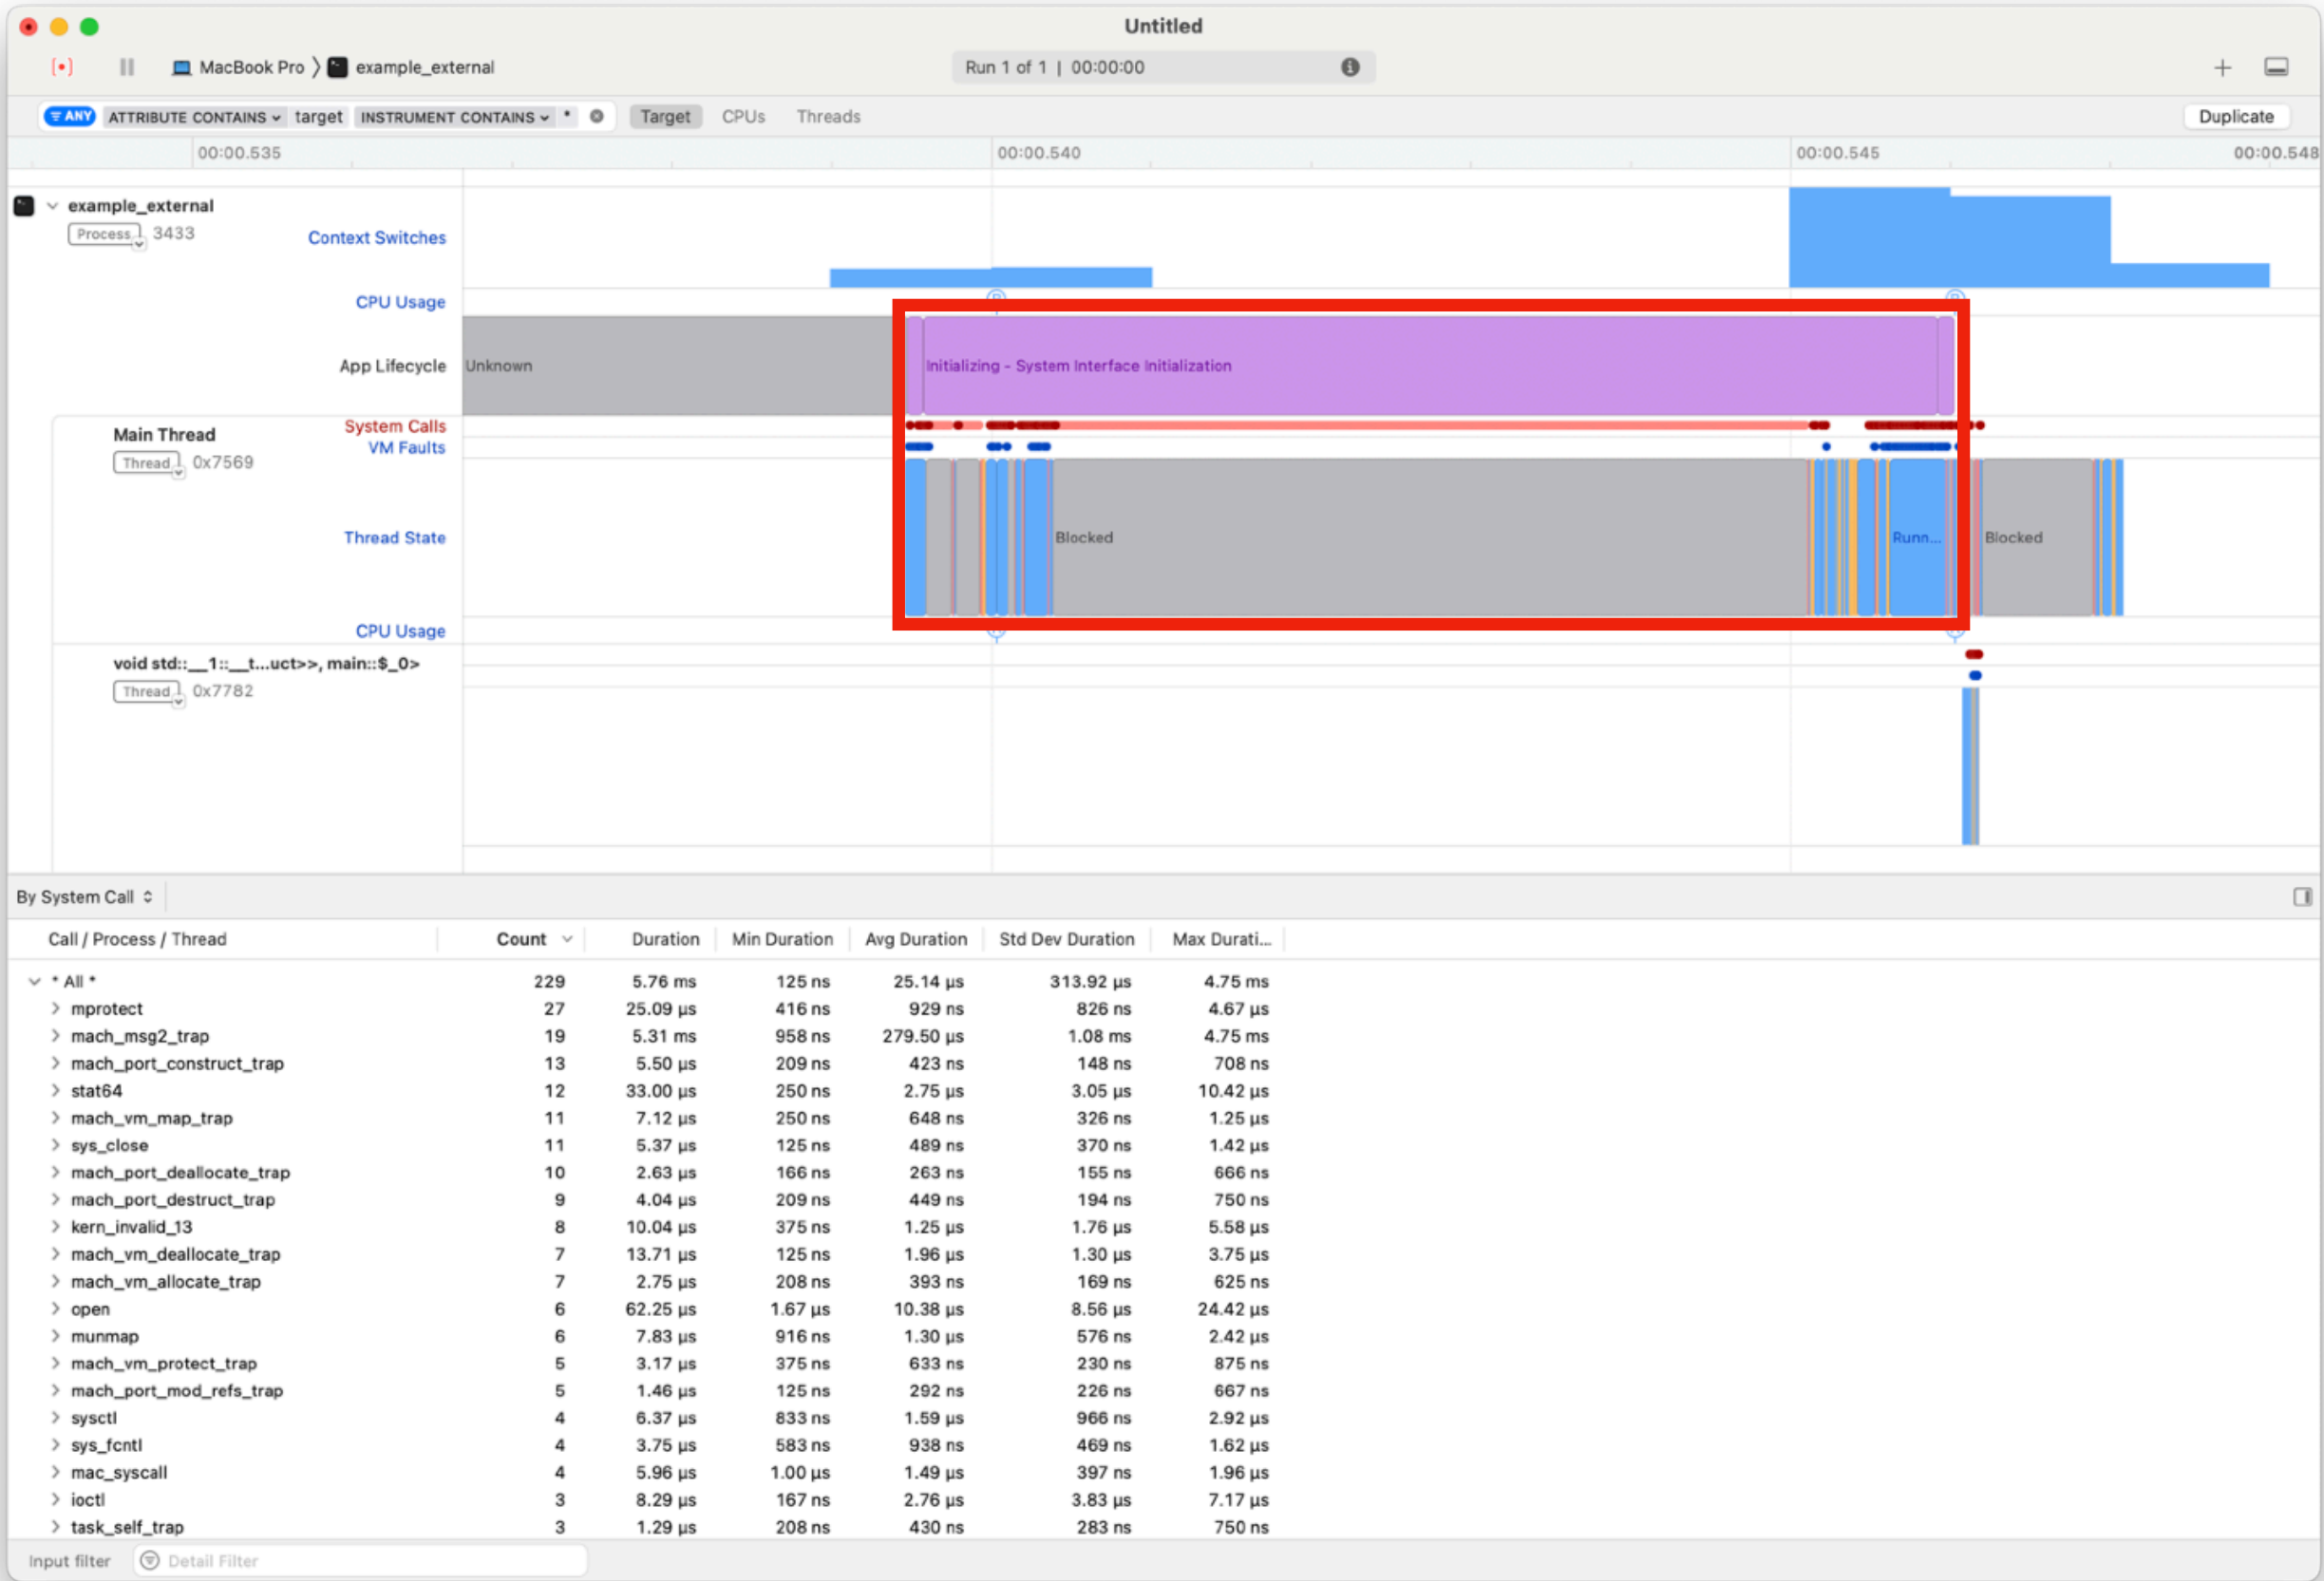 Untitled
MacBook Pro 〉 example_external
Run 1 of 1 | 00:00:00
ANY ATTRIBUTE CONTAINS target INSTRUMENT CONTAINS * Target CPUs Threads Duplicate
00:00.535 00:00.540 00:00.545 00:00.548
example_external
Process 3433
Context Switches
CPU Usage
App Lifecycle
Unknown
Initializing - System Interface Initialization
Main Thread
Thread 0x7569
System Calls
VM Faults
Thread State
Blocked
Runn...
Blocked
CPU Usage
void std::__1::__t...uct>>, main::$_0>
Thread 0x7782
By System Call
Call / Process / Thread Count Duration Min Duration Avg Duration Std Dev Duration Max Durati...
* All * 229 5.76 ms 125 ns 25.14 µs 313.92 µs 4.75 ms
mprotect 27 25.09 µs 416 ns 929 ns 826 ns 4.67 µs
mach_msg2_trap 19 5.31 ms 958 ns 279.50 µs 1.08 ms 4.75 ms
mach_port_construct_trap 13 5.50 µs 209 ns 423 ns 148 ns 708 ns
stat64 12 33.00 µs 250 ns 2.75 µs 3.05 µs 10.42 µs
mach_vm_map_trap 11 7.12 µs 250 ns 648 ns 326 ns 1.25 µs
sys_close 11 5.37 µs 125 ns 489 ns 370 ns 1.42 µs
mach_port_deallocate_trap 10 2.63 µs 166 ns 263 ns 155 ns 666 ns
mach_port_destruct_trap 9 4.04 µs 209 ns 449 ns 194 ns 750 ns
kern_invalid_13 8 10.04 µs 375 ns 1.25 µs 1.76 µs 5.58 µs
mach_vm_deallocate_trap 7 13.71 µs 125 ns 1.96 µs 1.30 µs 3.75 µs
mach_vm_allocate_trap 7 2.75 µs 208 ns 393 ns 169 ns 625 ns
open 6 62.25 µs 1.67 µs 10.38 µs 8.56 µs 24.42 µs
munmap 6 7.83 µs 916 ns 1.30 µs 576 ns 2.42 µs
mach_vm_protect_trap 5 3.17 µs 375 ns 633 ns 230 ns 875 ns
mach_port_mod_refs_trap 5 1.46 µs 125 ns 292 ns 226 ns 667 ns
sysctl 4 6.37 µs 833 ns 1.59 µs 966 ns 2.92 µs
sys_fcntl 4 3.75 µs 583 ns 938 ns 469 ns 1.62 µs
mac_syscall 4 5.96 µs 1.00 µs 1.49 µs 397 ns 1.96 µs
ioctl 3 8.29 µs 167 ns 2.76 µs 3.83 µs 7.17 µs
task_self_trap 3 1.29 µs 208 ns 430 ns 283 ns 750 ns
Input filter Detail Filter